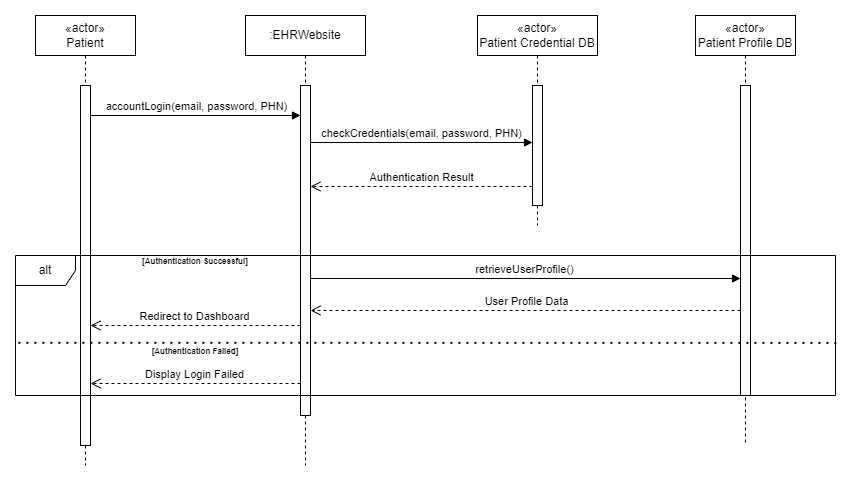 «actor»
Patient
:EHRWebsite
«actor»
Patient Credential DB
«actor»
Patient Profile DB
accountLogin(email, password, PHN)
checkCredentials(email, password, PHN)
Authentication Result
alt
[Authentication Successful]
retrieveUserProfile()
User Profile Data
Redirect to Dashboard
[Authentication Failed]
Display Login Failed